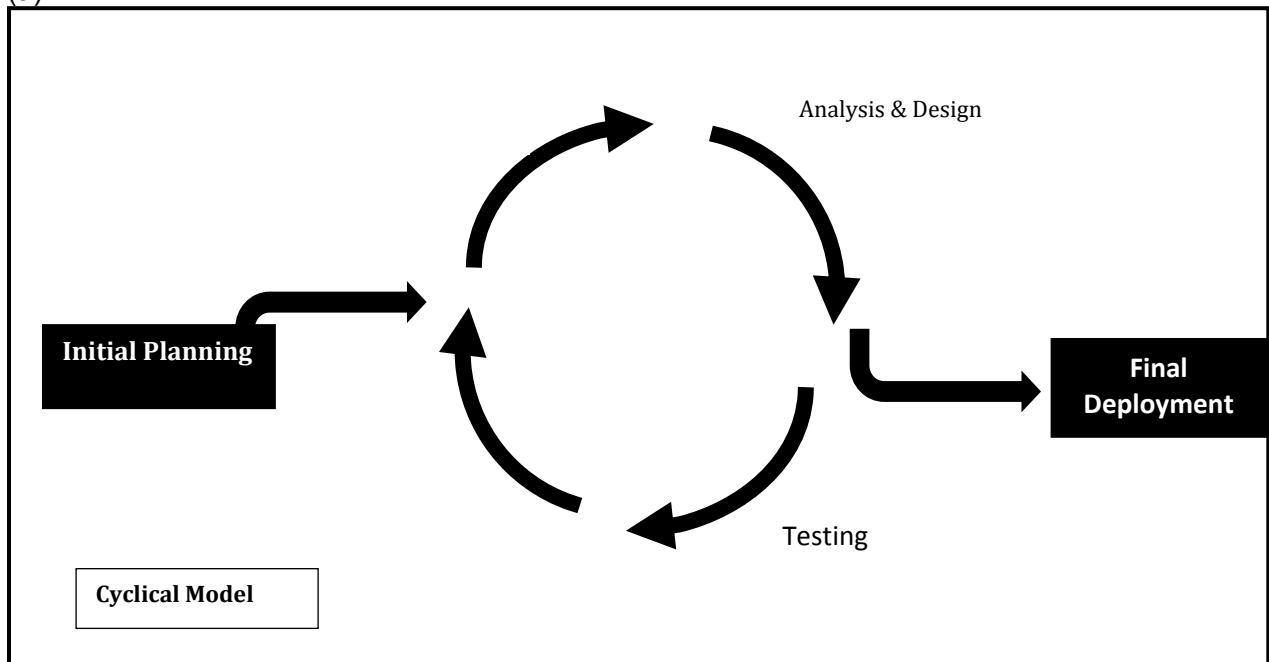 Analysis & Design
Initial Planning
Final
Deployment
Testing
Cyclical Model